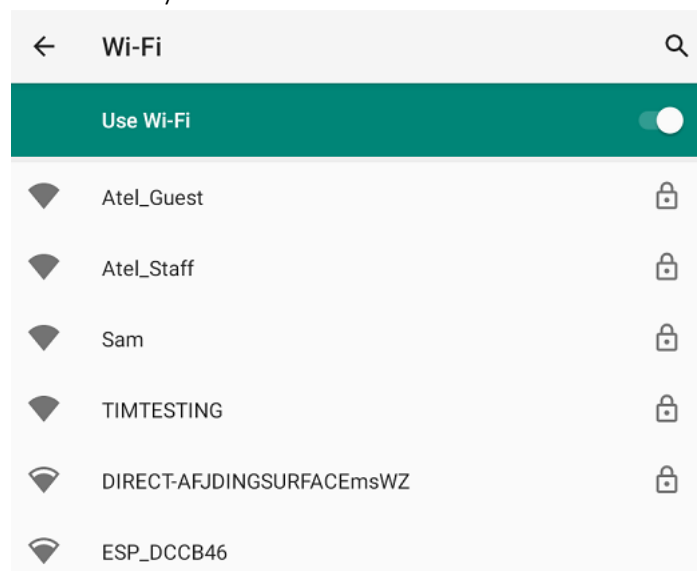 Wi-Fi
Use Wi-Fi
Atel_Guest
Atel_Staff
Sam
TIMTESTING
DIRECT-AFJDINGSURFACEmsWZ
ESP_DCCB46